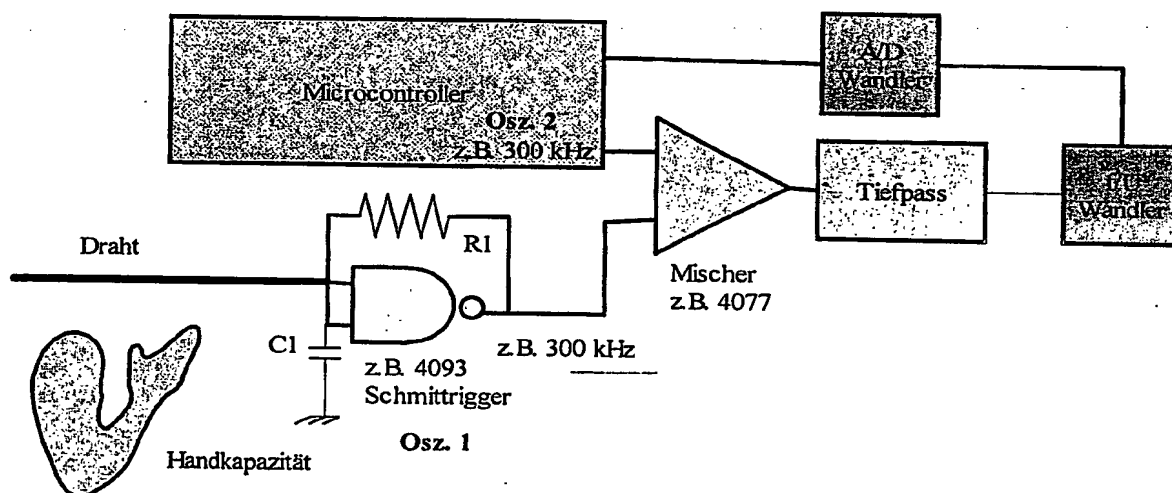 A/D
Wandler
Microcontroller
Osz. 2
z.B. 300 kHz
Tiefpass
Wandler
R1
Draht
Mischer
z.B. 4077
C1
z.B. 4093
Schmittrigger
z.B. 300 kHz
Osz. 1
Handkapazität